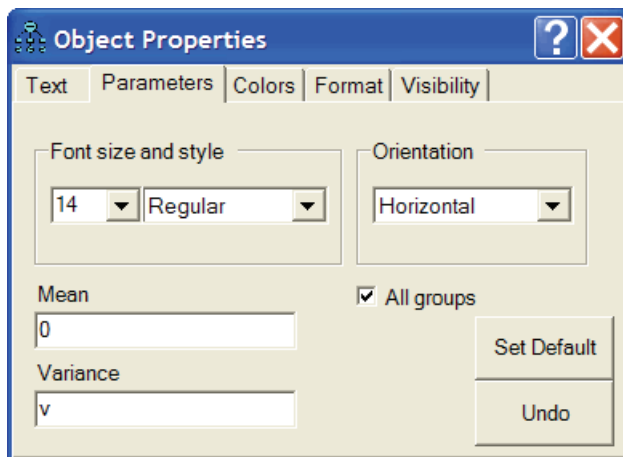 Object Properties
Text Parameters Colors Format Visibility
Font size and style
14 Regular
Orientation
Horizontal
Mean
0
All groups
Variance
v
Set Default
Undo